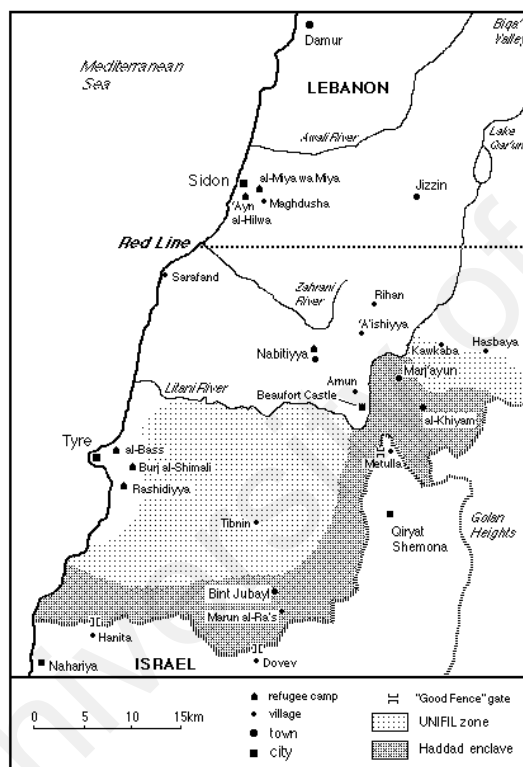 Damur
Biqa'
Valley
Mediterranean
Sea
LEBANON
Awali River
Lake
Qar'un
Sidon
al-Miya wa Miya
Jizzin
'Ayn
al-Hilwa
Maghdusha
Red Line
Sarafand
Zahrani
River
Rihan
'A'ishiyya
Nabitiyya
Kawkaba
Hasbaya
Marj'ayun
Litani River
Arnun
Beaufort Castle
al-Khiyam
Tyre
al-Bass
Burj al-Shimali
Rashidiyya
Metulla
Tibnin
Qiryat
Shemona
Golan
Heights
Bint Jubayl
Marun al-Ra's
Hanita
Nahariya
ISRAEL
Dovev
0 5 10 15km
refugee camp
village
town
city
"Good Fence" gate
UNIFIL zone
Haddad enclave